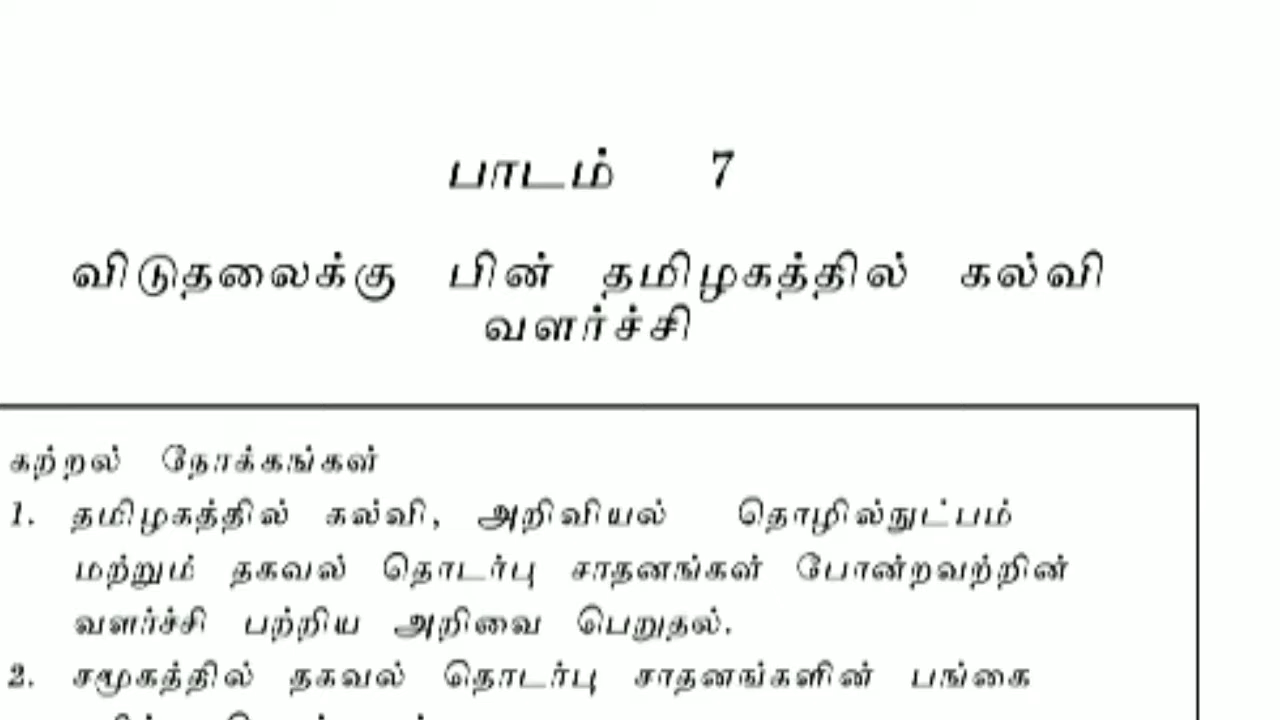 பாடம் 7
விடுதலைக்கு பின் தமிழகத்தில் கல்வி
வளர்ச்சி
கற்றல் நோக்கங்கள்
1. தமிழகத்தில் கல்வி, அறிவியல் தொழில்நுட்பம்
மற்றும் தகவல் தொடர்பு சாதனங்கள் போன்றவற்றின்
வளர்ச்சி பற்றிய அறிவை பெறுதல்.
2. சமூகத்தில் தகவல் தொடர்பு சாதனங்களின் பங்கை